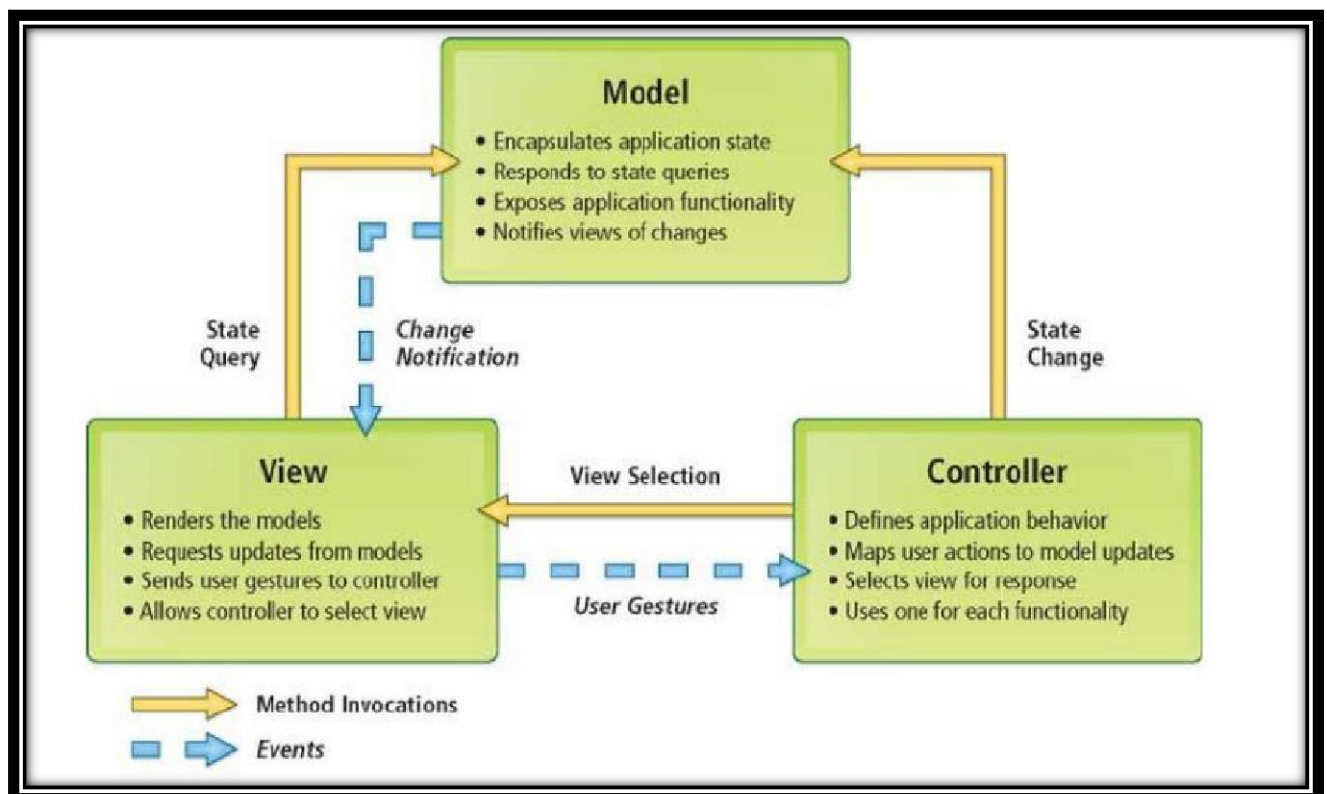 Model
• Encapsulates application state
• Responds to state queries
• Exposes application functionality
• Notifies views of changes
State
Query
Change
Notification
State
Change
View
• Renders the models
• Requests updates from models
• Sends user gestures to controller
• Allows controller to select view
View Selection
User Gestures
Controller
• Defines application behavior
• Maps user actions to model updates
• Selects view for response
• Uses one for each functionality
Method Invocations
Events